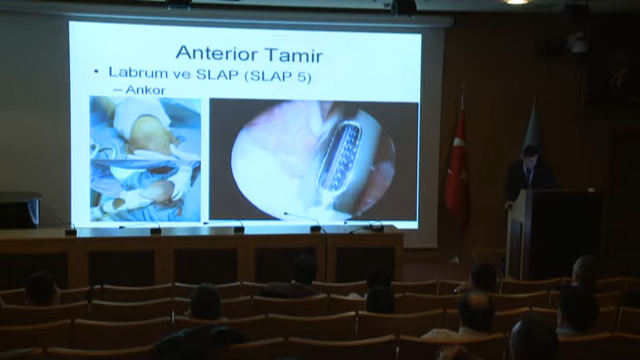 Anterior Tamir
• Labrum ve SLAP (SLAP 5)
– Ankor